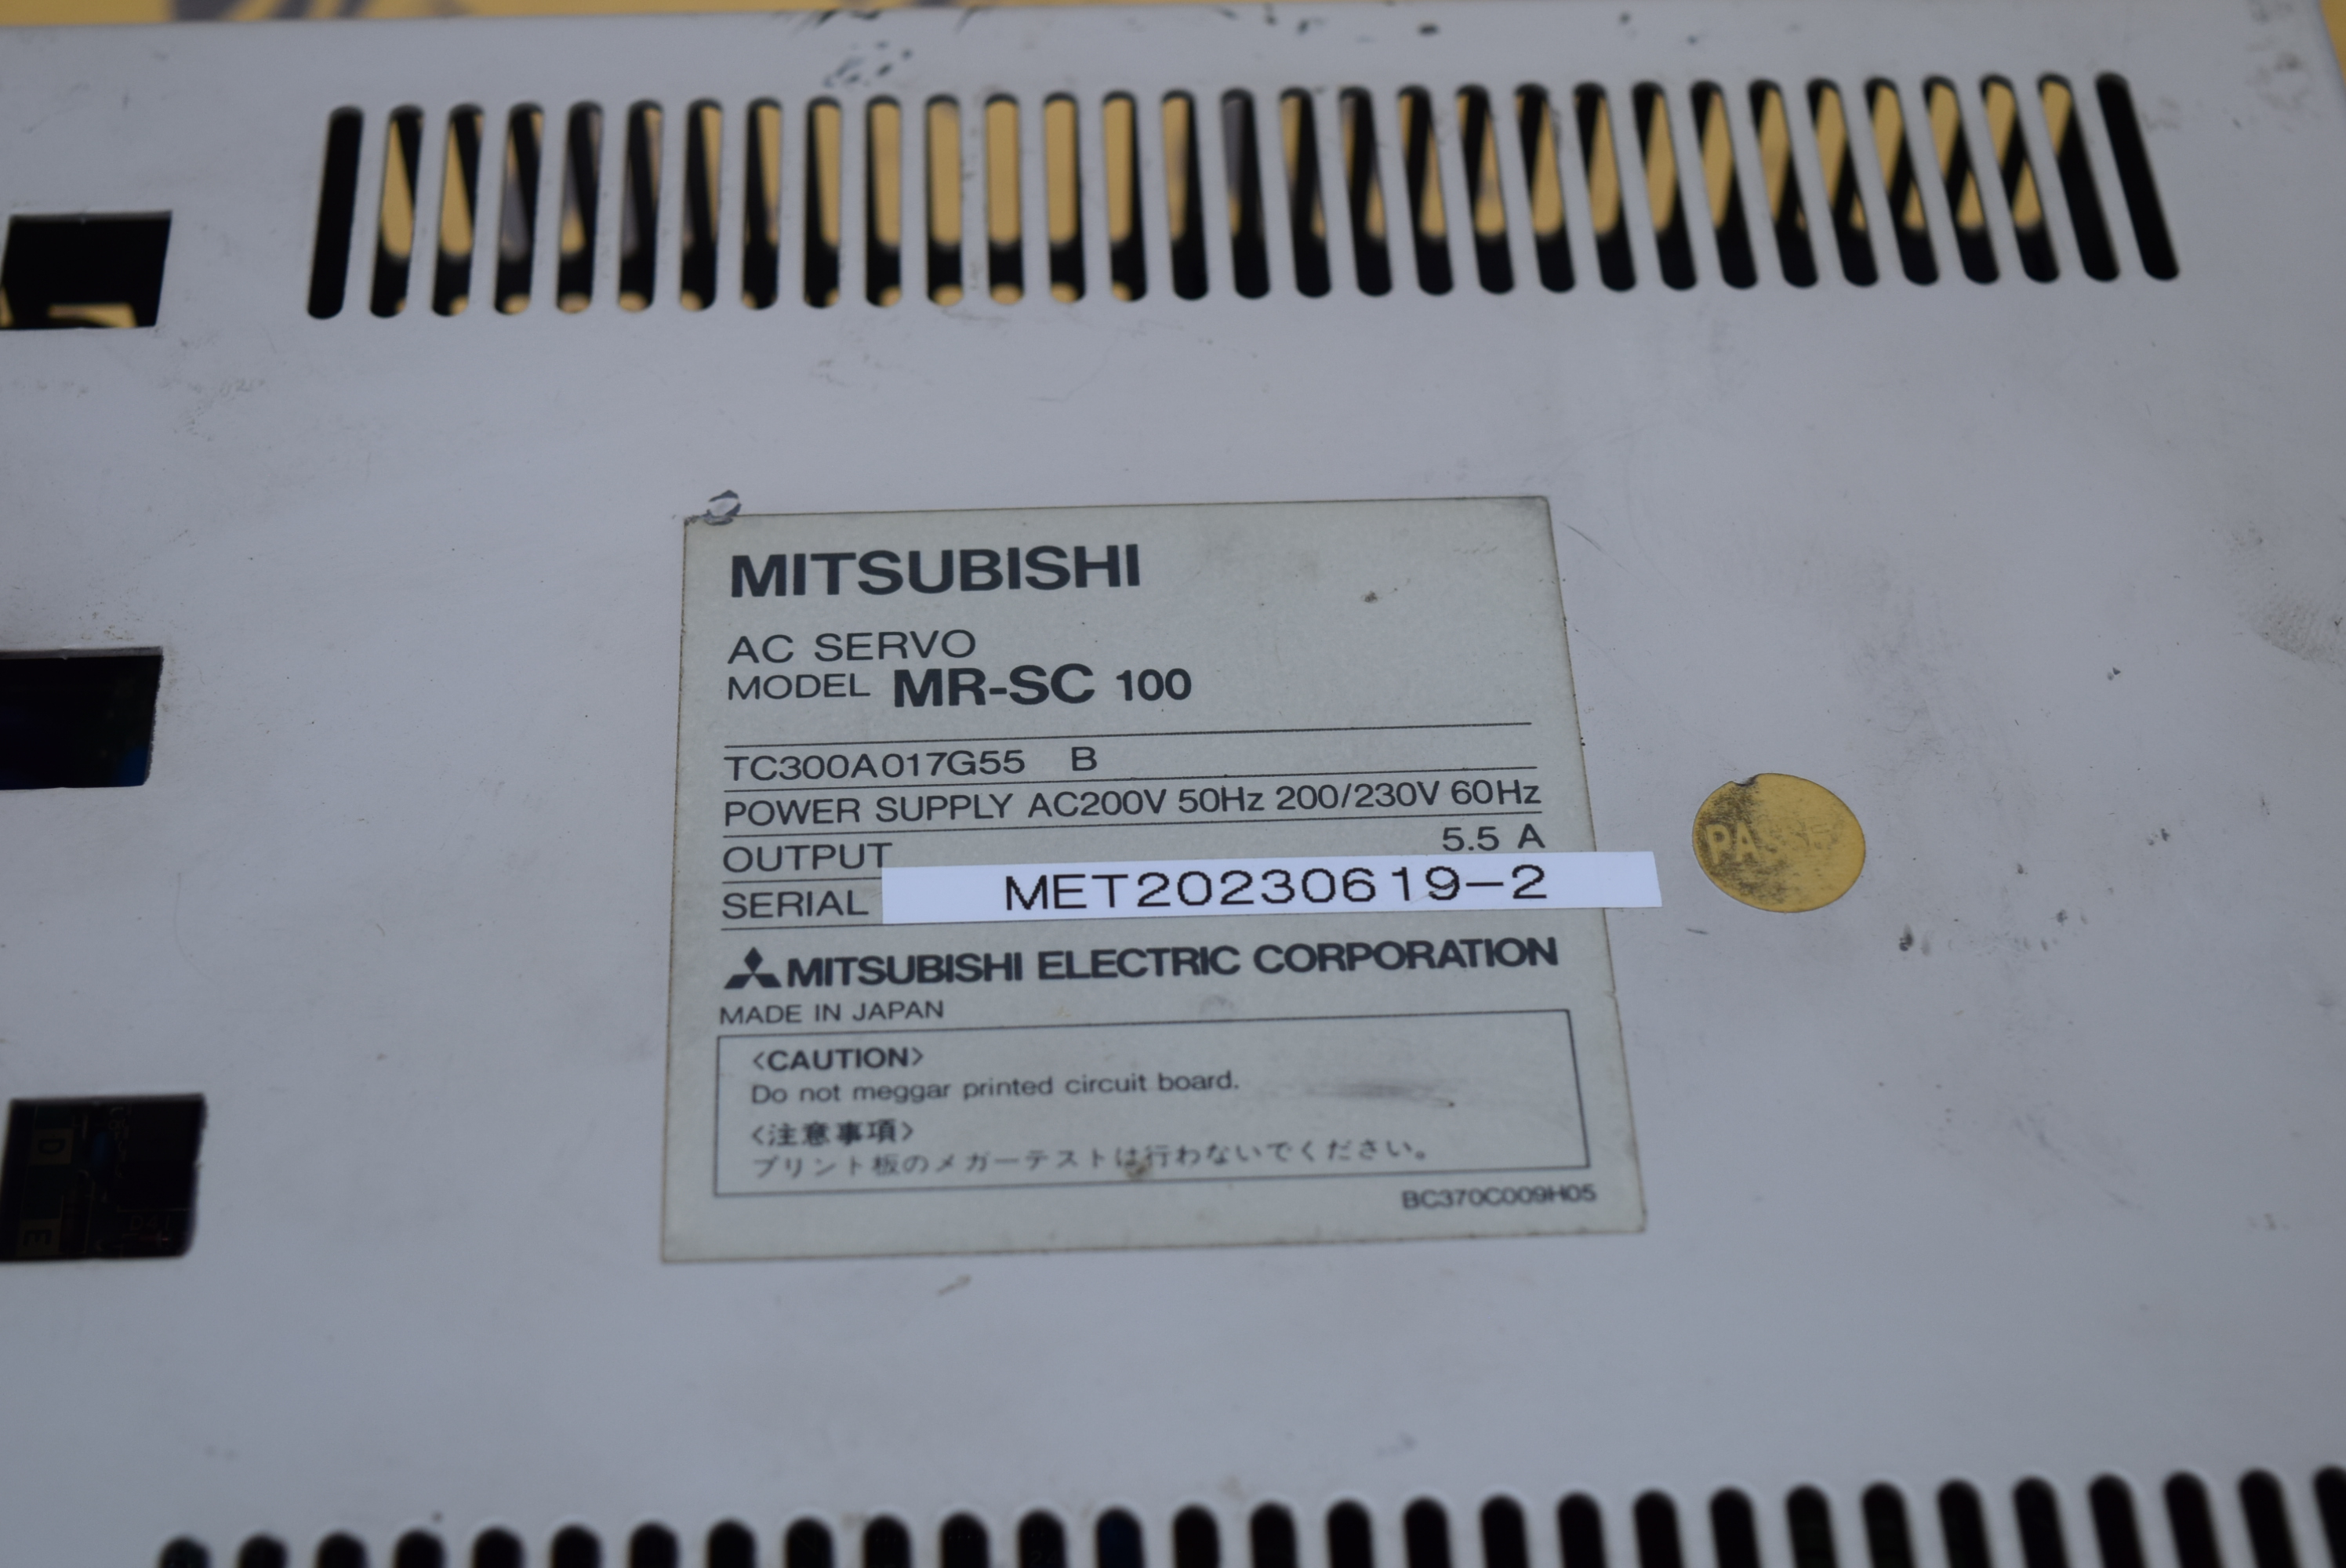 MITSUBISHI
AC SERVO
MODEL MR-SC 100
TC300A017G55 B
POWER SUPPLY AC200V 50Hz 200/230V 60Hz
OUTPUT 5.5 A
SERIAL MET20230619-2
MITSUBISHI ELECTRIC CORPORATION
MADE IN JAPAN
<CAUTION>
Do not meggar printed circuit board.
<注意事項>
プリント板のメガーテストは行わないでください。
BC370C009H05
D
E